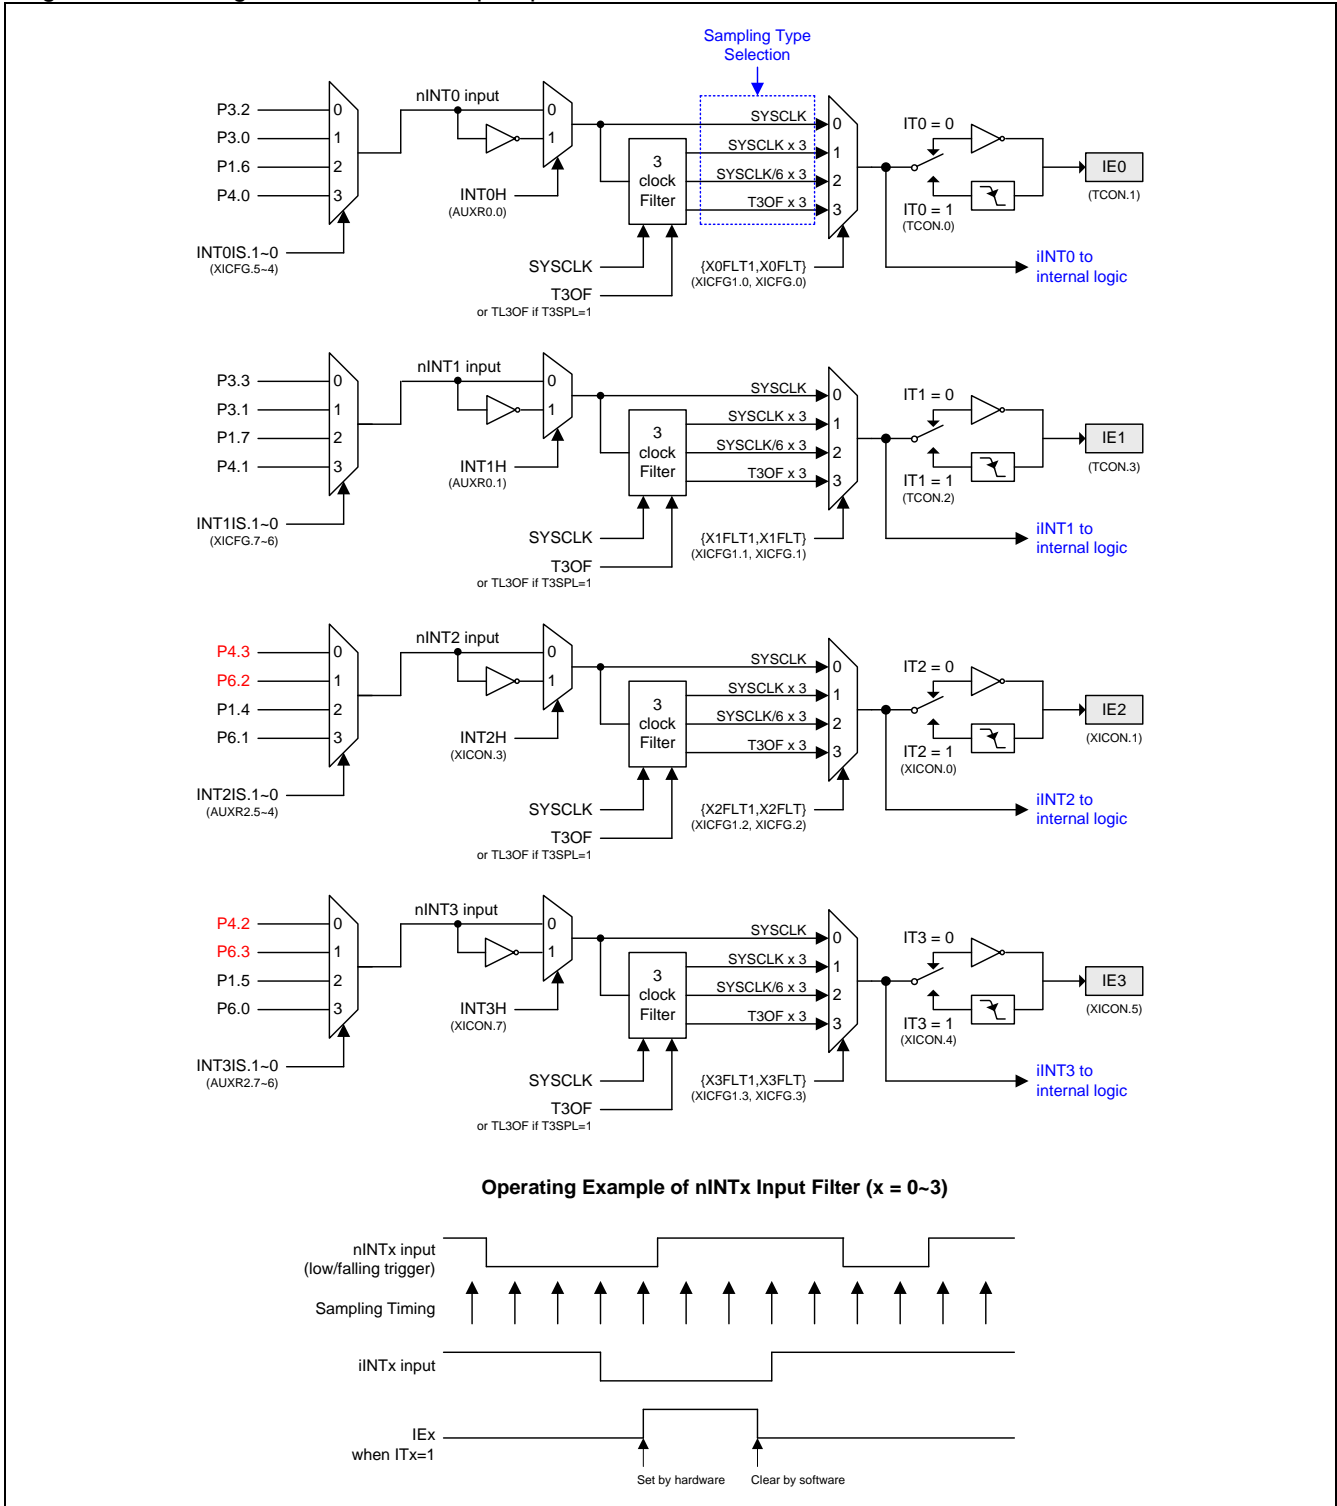 Sampling Type
Selection
P3.2
P3.0
P1.6
P4.0
0
1
2
3
INT0IS.1~0
(XICFG.5~4)
nINT0 input
0
1
INT0H
(AUXR0.0)
3
clock
Filter
SYSCLK
SYSCLK x 3
SYSCLK/6 x 3
T3OF x 3
0
1
2
3
SYSCLK
T3OF
or TL3OF if T3SPL=1
{X0FLT1,X0FLT}
(XICFG1.0, XICFG.0)
IT0 = 0
IT0 = 1
(TCON.0)
IE0
(TCON.1)
iINT0 to
internal logic
P3.3
P3.1
P1.7
P4.1
0
1
2
3
INT1IS.1~0
(XICFG.7~6)
nINT1 input
0
1
INT1H
(AUXR0.1)
3
clock
Filter
SYSCLK
SYSCLK x 3
SYSCLK/6 x 3
T3OF x 3
0
1
2
3
SYSCLK
T3OF
or TL3OF if T3SPL=1
{X1FLT1,X1FLT}
(XICFG1.1, XICFG.1)
IT1 = 0
IT1 = 1
(TCON.2)
IE1
(TCON.3)
iINT1 to
internal logic
P4.3
P6.2
P1.4
P6.1
0
1
2
3
INT2IS.1~0
(AUXR2.5~4)
nINT2 input
0
1
INT2H
(XICON.3)
3
clock
Filter
SYSCLK
SYSCLK x 3
SYSCLK/6 x 3
T3OF x 3
0
1
2
3
SYSCLK
T3OF
or TL3OF if T3SPL=1
{X2FLT1,X2FLT}
(XICFG1.2, XICFG.2)
IT2 = 0
IT2 = 1
(XICON.0)
IE2
(XICON.1)
iINT2 to
internal logic
P4.2
P6.3
P1.5
P6.0
0
1
2
3
INT3IS.1~0
(AUXR2.7~6)
nINT3 input
0
1
INT3H
(XICON.7)
3
clock
Filter
SYSCLK
SYSCLK x 3
SYSCLK/6 x 3
T3OF x 3
0
1
2
3
SYSCLK
T3OF
or TL3OF if T3SPL=1
{X3FLT1,X3FLT}
(XICFG1.3, XICFG.3)
IT3 = 0
IT3 = 1
(XICON.4)
IE3
(XICON.5)
iINT3 to
internal logic
Operating Example of nINTx Input Filter (x = 0~3)
nINTx input
(low/falling trigger)
Sampling Timing
iINTx input
IEx
when ITx=1
Set by hardware
Clear by software